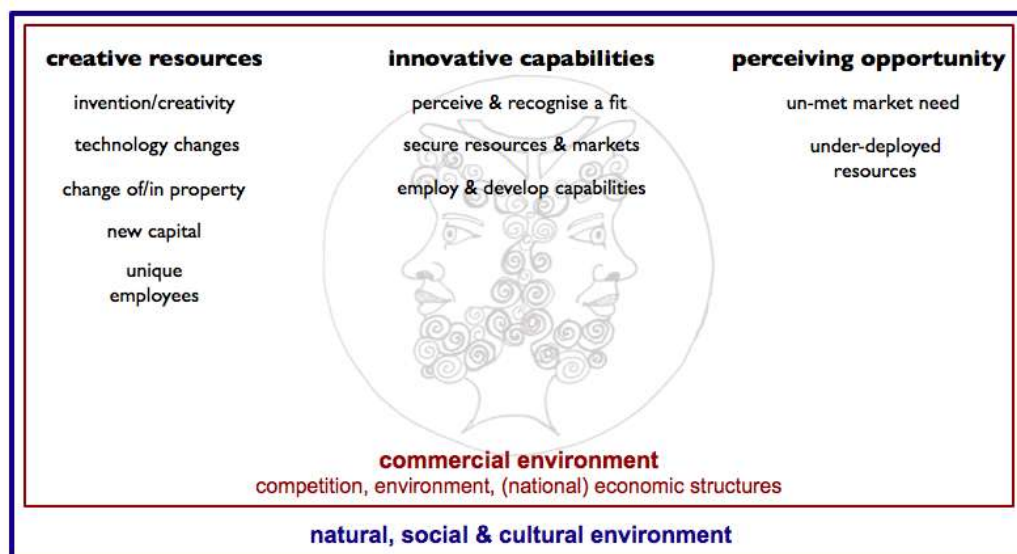 creative resources
invention/creativity
technology changes
change of/in property
new capital
unique
employees
innovative capabilities
perceive & recognise a fit
secure resources & markets
employ & develop capabilities
perceiving opportunity
un-met market need
under-deployed
resources
commercial environment
competition, environment, (national) economic structures
natural, social & cultural environment